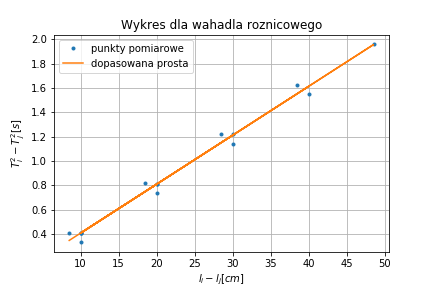 Wykres dla wahadla roznicowego
punkty pomiarowe
dopasowana prosta
2.0
1.8
1.6
1.4
1.2
1.0
0.8
0.6
0.4
T_i^2 − T_j^2[s]
10 15 20 25 30 35 40 45 50
l_i − l_j[cm]